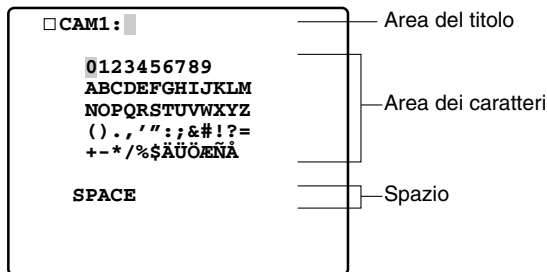 □CAM1:
Area del titolo
0123456789
ABCDEFGHIJKLM
NOPQRSTUVWXYZ
().,′″:;&#!?=
+-*/%$ÄÜÖÆÑÅ
Area dei caratteri
SPACE
Spazio